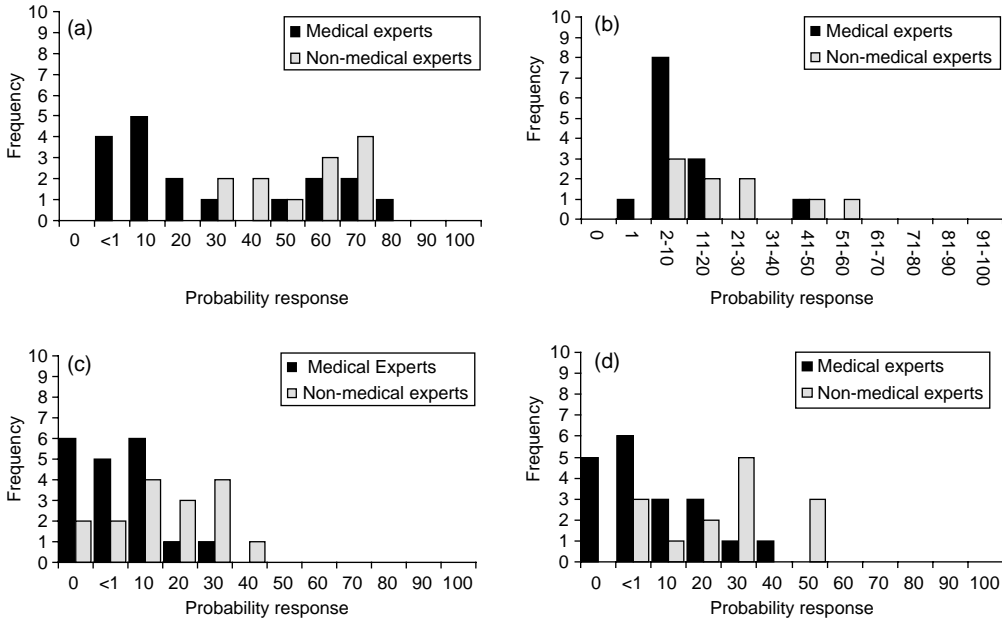 (a)
Medical experts
Non-medical experts
Frequency
10
9
8
7
6
5
4
3
2
1
0
0 <1 10 20 30 40 50 60 70 80 90 100
Probability response
(b)
Medical experts
Non-medical experts
Frequency
10
9
8
7
6
5
4
3
2
1
0
0 1 2-10 11-20 21-30 31-40 41-50 51-60 61-70 71-80 81-90 91-100
Probability response
(c)
Medical Experts
Non-medical experts
Frequency
10
9
8
7
6
5
4
3
2
1
0
0 <1 10 20 30 40 50 60 70 80 90 100
Probability response
(d)
Medical experts
Non-medical experts
Frequency
10
9
8
7
6
5
4
3
2
1
0
0 <1 10 20 30 40 50 60 70 80 90 100
Probability response